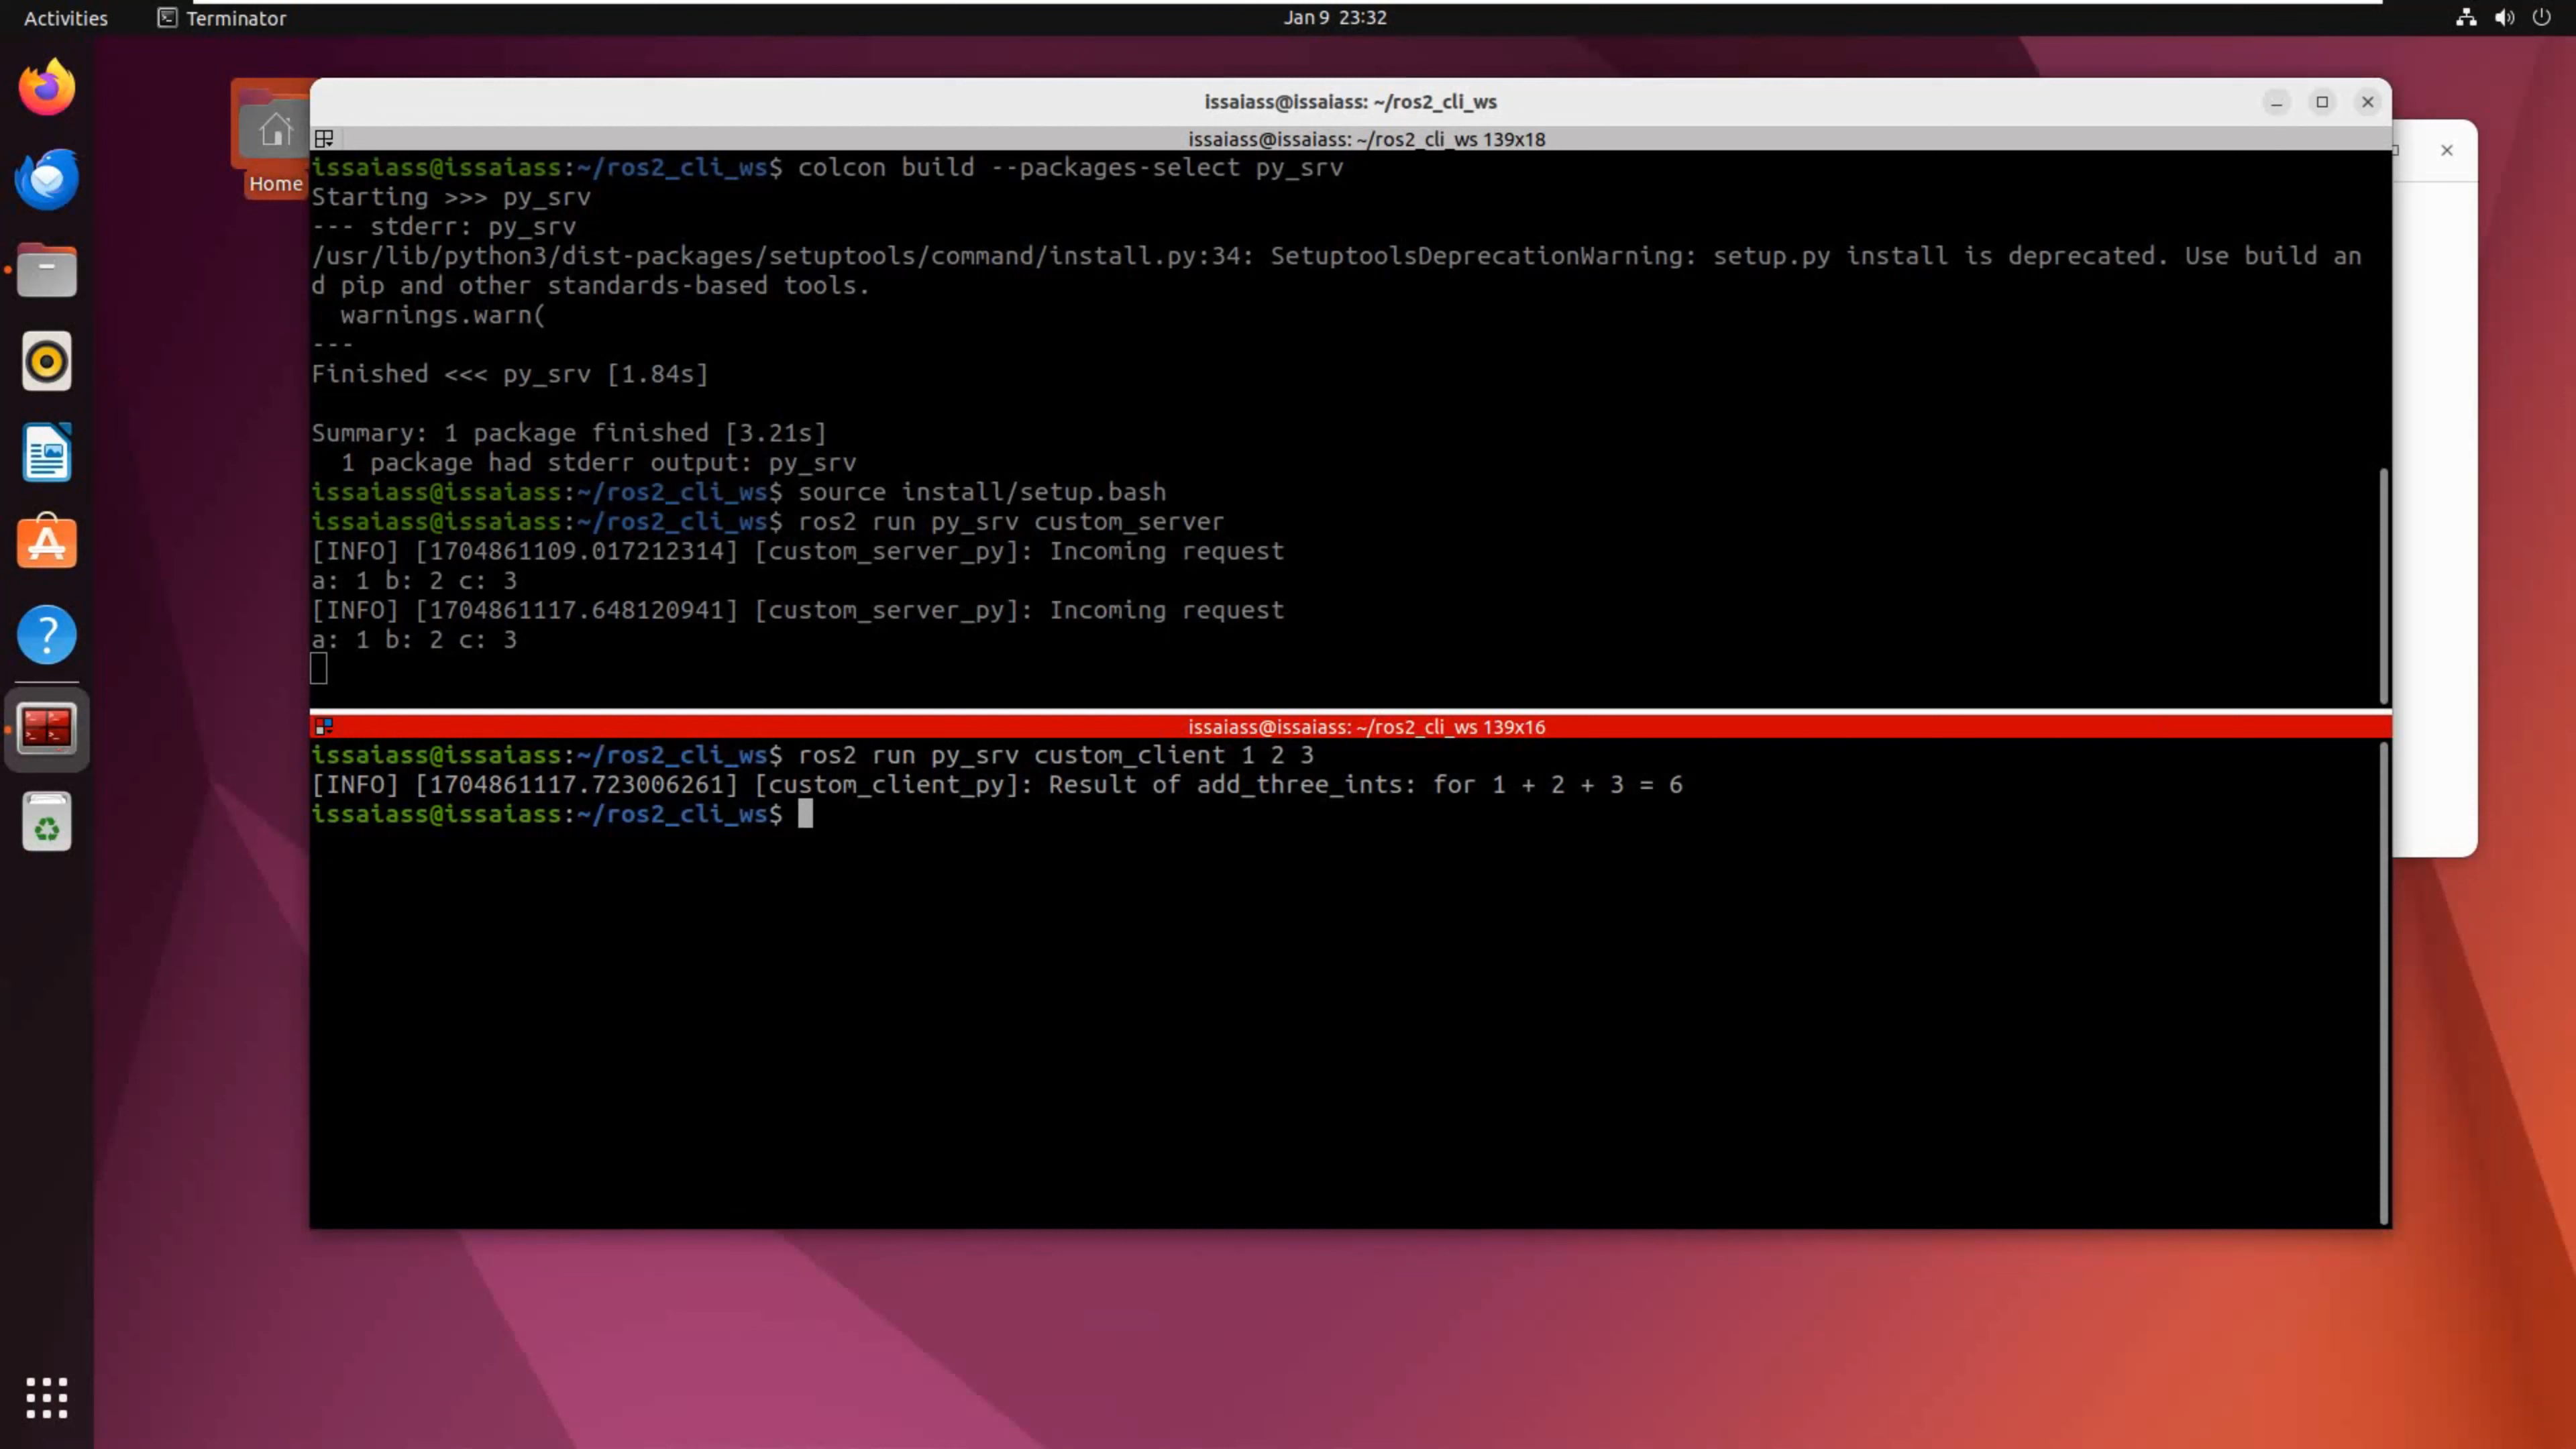 Activities Terminator Jan 9 23:32
Home
issaiass@issaiass: ~/ros2_cli_ws
issaiass@issaiass: ~/ros2_cli_ws 139x18
issaiass@issaiass:~/ros2_cli_ws$ colcon build --packages-select py_srv
Starting >>> py_srv
--- stderr: py_srv
/usr/lib/python3/dist-packages/setuptools/command/install.py:34: SetuptoolsDeprecationWarning: setup.py install is deprecated. Use build an
d pip and other standards-based tools.
  warnings.warn(
---
Finished <<< py_srv [1.84s]

Summary: 1 package finished [3.21s]
  1 package had stderr output: py_srv
issaiass@issaiass:~/ros2_cli_ws$ source install/setup.bash
issaiass@issaiass:~/ros2_cli_ws$ ros2 run py_srv custom_server
[INFO] [1704861109.017212314] [custom_server_py]: Incoming request
a: 1 b: 2 c: 3
[INFO] [1704861117.648120941] [custom_server_py]: Incoming request
a: 1 b: 2 c: 3
issaiass@issaiass: ~/ros2_cli_ws 139x16
issaiass@issaiass:~/ros2_cli_ws$ ros2 run py_srv custom_client 1 2 3
[INFO] [1704861117.723006261] [custom_client_py]: Result of add_three_ints: for 1 + 2 + 3 = 6
issaiass@issaiass:~/ros2_cli_ws$